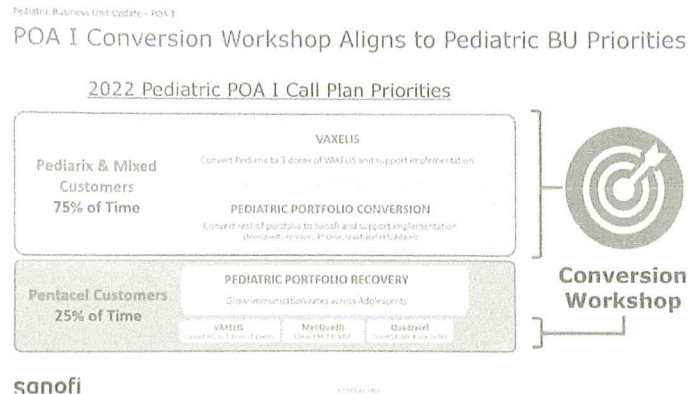 Pediatric Business Unit Update - POA I
POA I Conversion Workshop Aligns to Pediatric BU Priorities
2022 Pediatric POA I Call Plan Priorities
Pediarix & Mixed
Customers
75% of Time
VAXELIS
Convert Pediarix to 3 doses of VAXELIS and support implementation
PEDIATRIC PORTFOLIO CONVERSION
Convert rest of portfolio to Sanofi and support implementation
Pentacel Customers
25% of Time
PEDIATRIC PORTFOLIO RECOVERY
Grow immunization rates across Adolescents
VAXELIS
MenQuadfi
Quadracel
Conversion
Workshop
sanofi